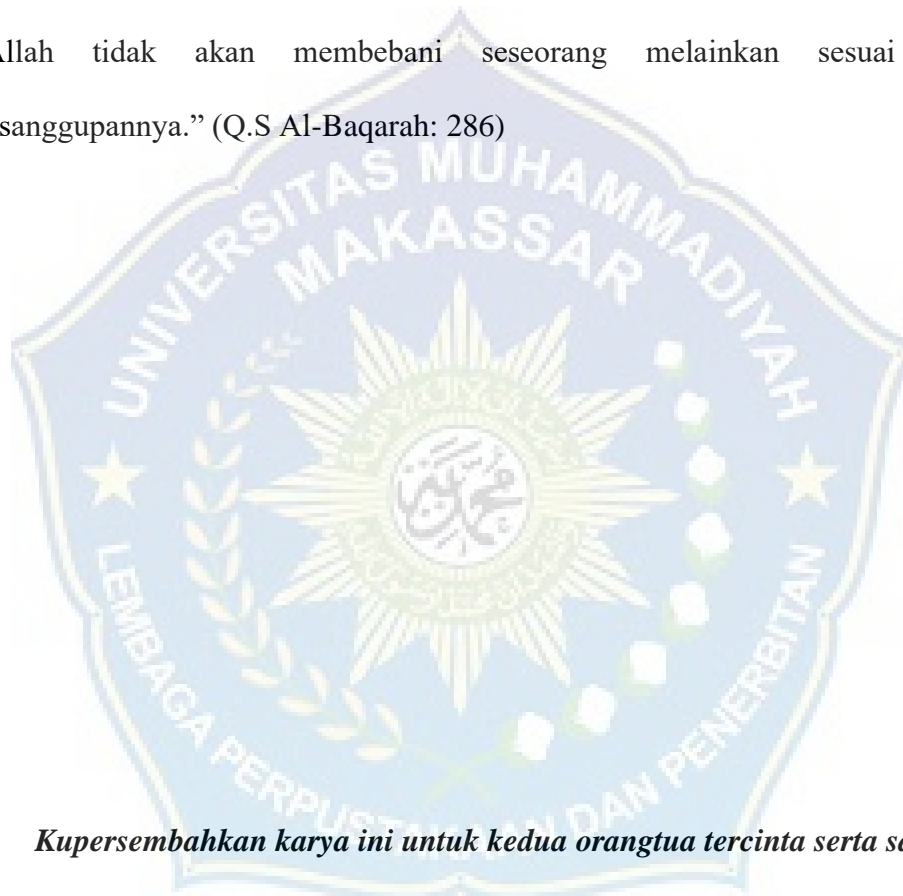 Allah tidak akan membebani seseorang melainkan sesuai
sanggupannya.” (Q.S Al-Baqarah: 286)
UNIVERSITAS MUHAMMADIYAH
MAKASSAR
LEMBAGA PERPUSTAKAAN DAN PENERBITAN
Kupersembahkan karya ini untuk kedua orangtua tercinta serta